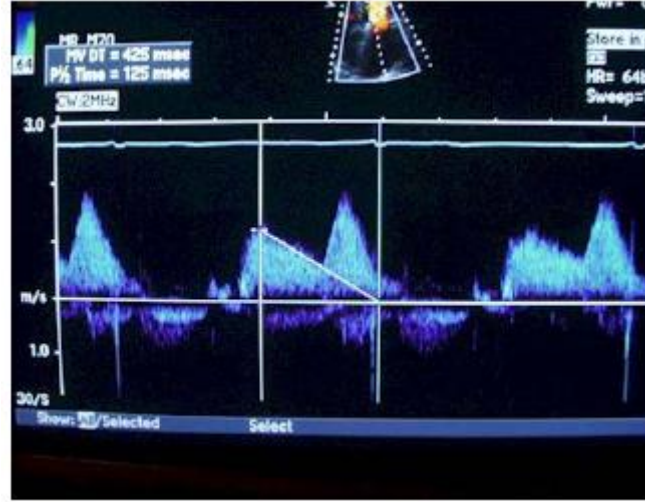 .64
MR M20
MV DT = 425 msec
P½ Time = 125 msec
Store in
CW:2MHz
HR= 64
Sweep=
3.0
m/s
1.0
30/S
Show: All/Selected
Select